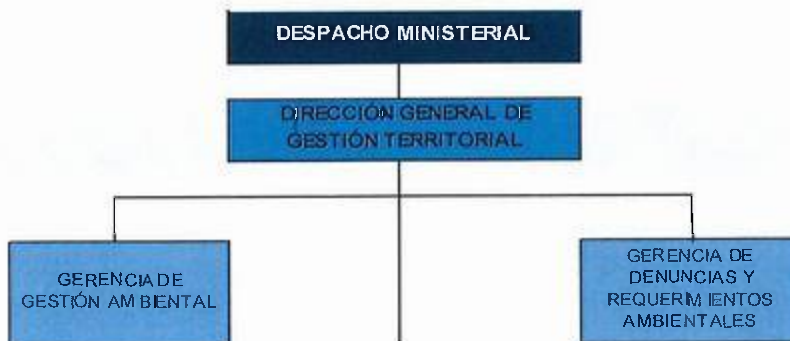 DESPACHO MINISTERIAL
DIRECCIÓN GENERAL DE
GESTIÓN TERRITORIAL
GERENCIA DE
GESTIÓN AMBIENTAL
GERENCIA DE
DENUNCIAS Y
REQUERIMIENTOS
AMBIENTALES